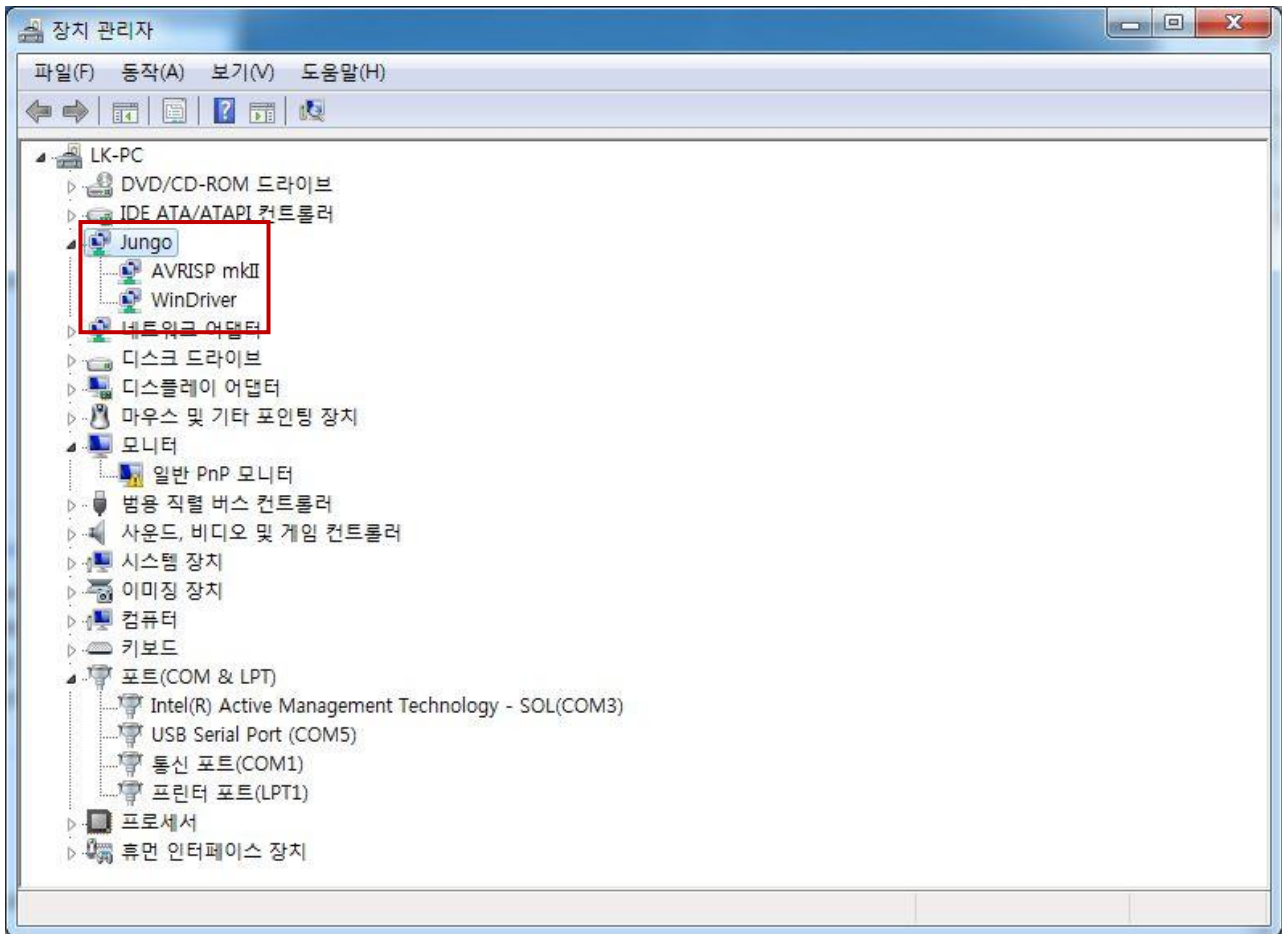 장치 관리자
파일(F) 동작(A) 보기(V) 도움말(H)
LK-PC
DVD/CD-ROM 드라이브
IDE ATA/ATAPI 컨트롤러
Jungo
AVRISP mkII
WinDriver
네트워크 어댑터
디스크 드라이브
디스플레이 어댑터
마우스 및 기타 포인팅 장치
모니터
일반 PnP 모니터
범용 직렬 버스 컨트롤러
사운드, 비디오 및 게임 컨트롤러
시스템 장치
이미징 장치
컴퓨터
키보드
포트(COM & LPT)
Intel(R) Active Management Technology - SOL(COM3)
USB Serial Port (COM5)
통신 포트(COM1)
프린터 포트(LPT1)
프로세서
휴먼 인터페이스 장치